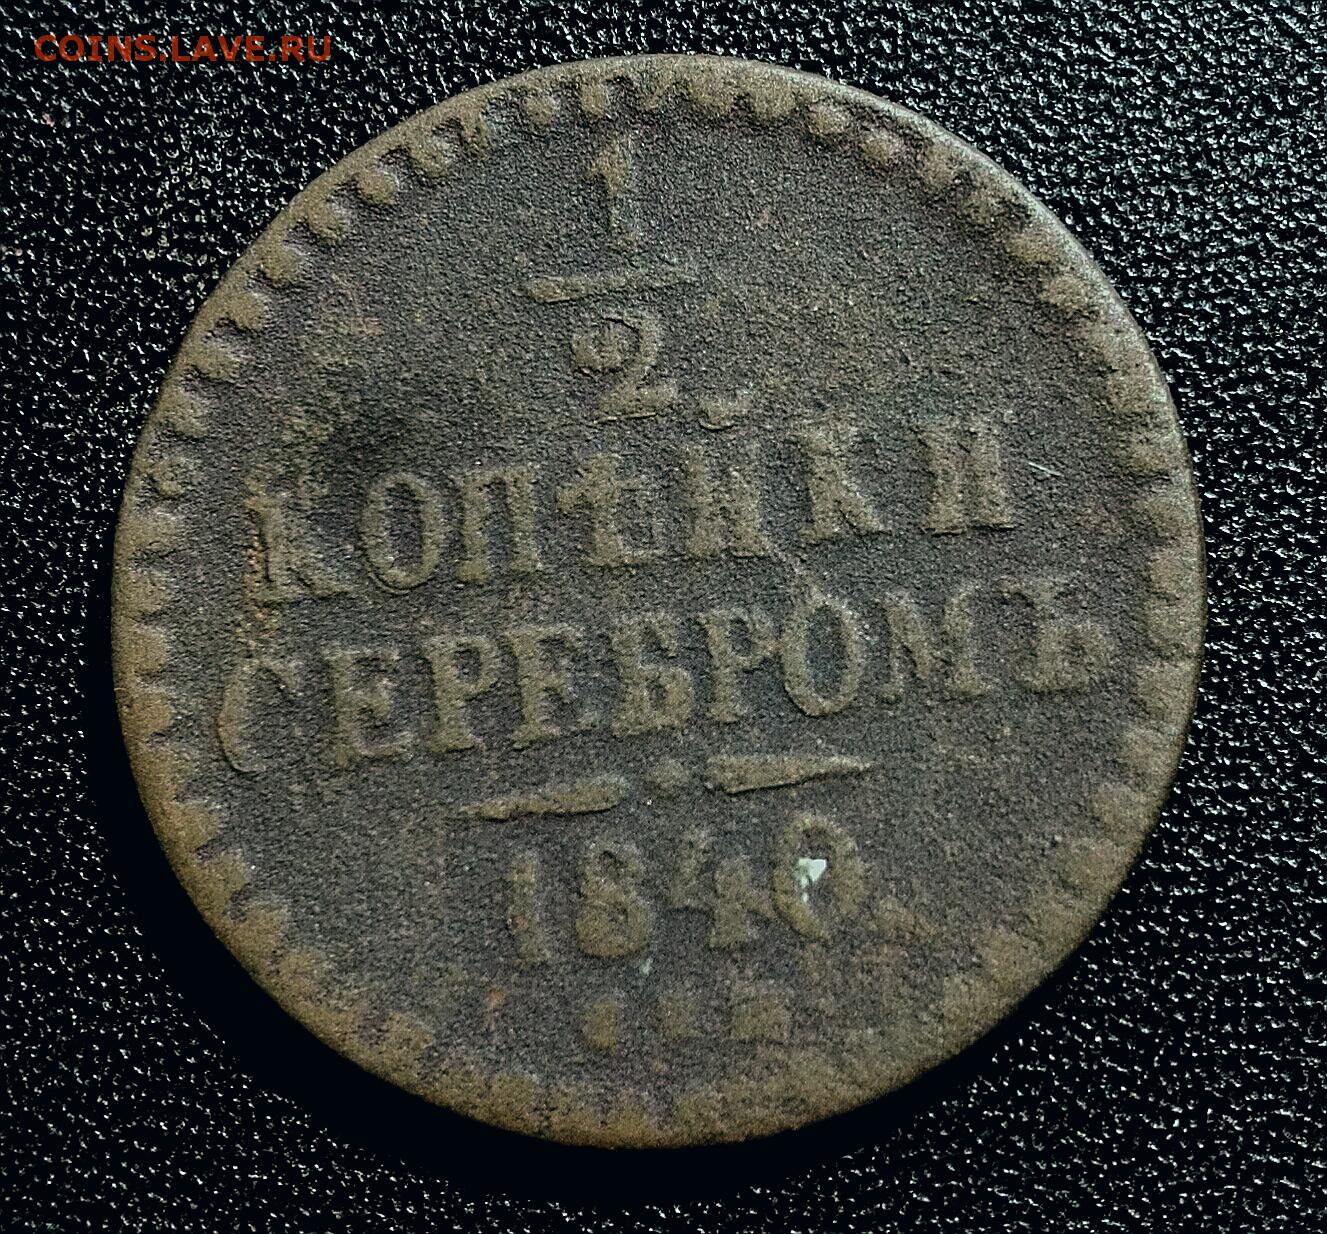 COINS.LAVE.RU
1
2
КОПѢЙКИ
СЕРЕБРОМЪ
1840